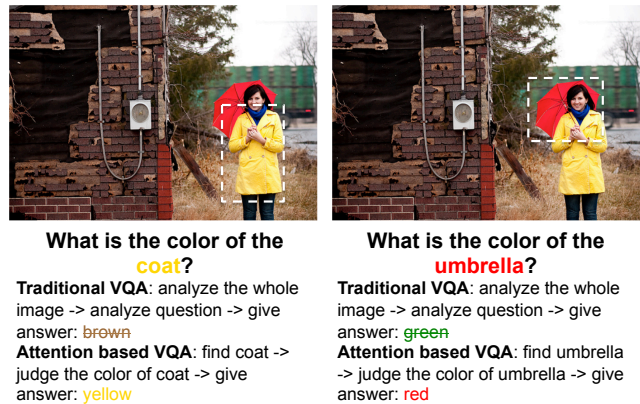 What is the color of the
coat?
Traditional VQA: analyze the whole
image -> analyze question -> give
answer: brown
Attention based VQA: find coat ->
judge the color of coat -> give
answer: yellow
What is the color of the
umbrella?
Traditional VQA: analyze the whole
image -> analyze question -> give
answer: green
Attention based VQA: find umbrella
-> judge the color of umbrella -> give
answer: red